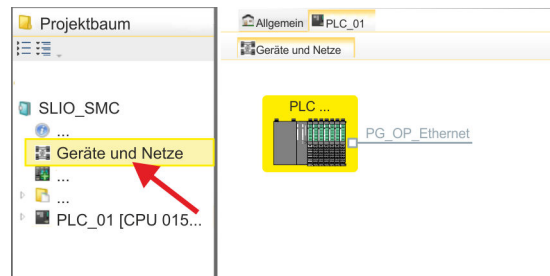 Projektbaum
SLIO_SMC
...
Geräte und Netze
...
...
PLC_01 [CPU 015...
Allgemein PLC_01
Geräte und Netze
PLC ...
PG_OP_Ethernet